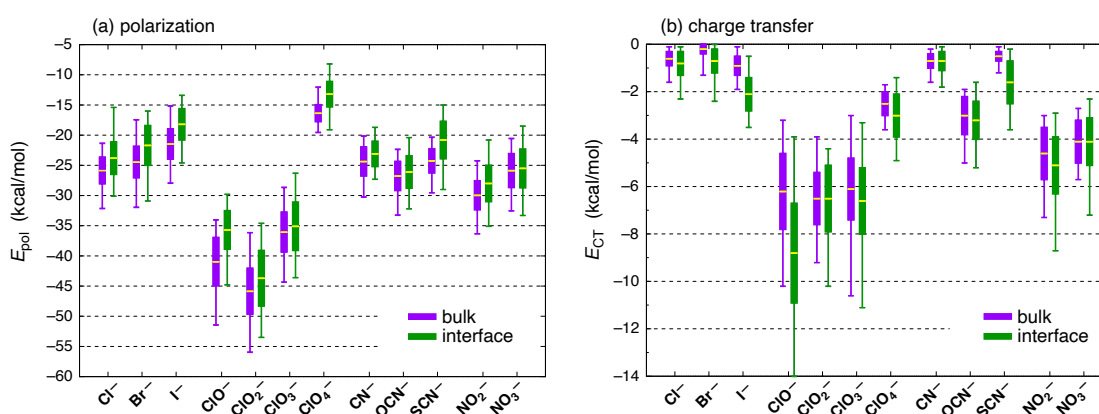 (a) polarization
−5
−10
−15
−20
−25
−30
−35
−40
−45
−50
−55
−60
E_pol (kcal/mol)
bulk
interface
Cl⁻
Br⁻
I⁻
ClO⁻
ClO₂⁻
ClO₃⁻
ClO₄⁻
CN⁻
OCN⁻
SCN⁻
NO₂⁻
NO₃⁻
(b) charge transfer
0
−2
−4
−6
−8
−10
−12
−14
E_CT (kcal/mol)
bulk
interface
Cl⁻
Br⁻
I⁻
ClO⁻
ClO₂⁻
ClO₃⁻
ClO₄⁻
CN⁻
OCN⁻
SCN⁻
NO₂⁻
NO₃⁻